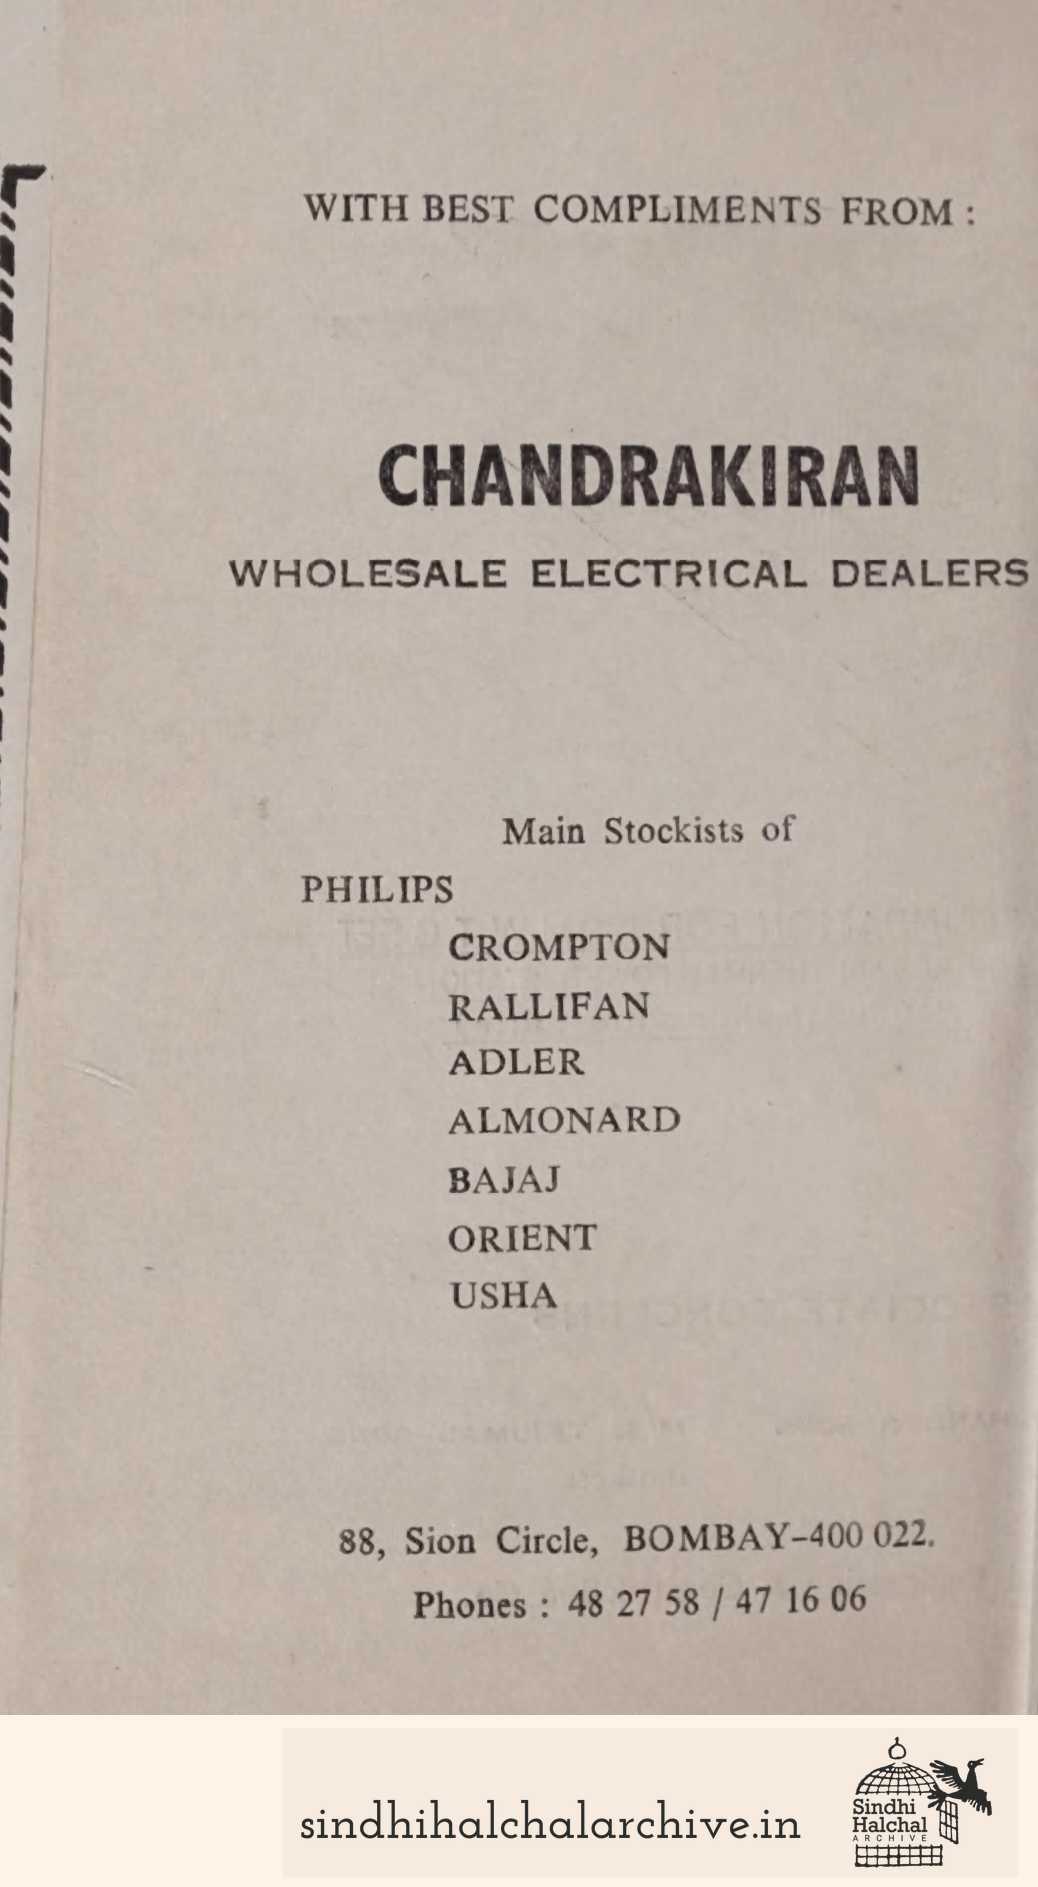 WITH BEST COMPLIMENTS FROM :
CHANDRAKIRAN
WHOLESALE ELECTRICAL DEALERS
Main Stockists of
PHILIPS
CROMPTON
RALLIFAN
ADLER
ALMONARD
BAJAJ
ORIENT
USHA
88, Sion Circle, BOMBAY-400 022.
Phones : 48 27 58 / 47 16 06
sindhihalchalarchive.in
Sindhi
Halchal
ARCHIVE